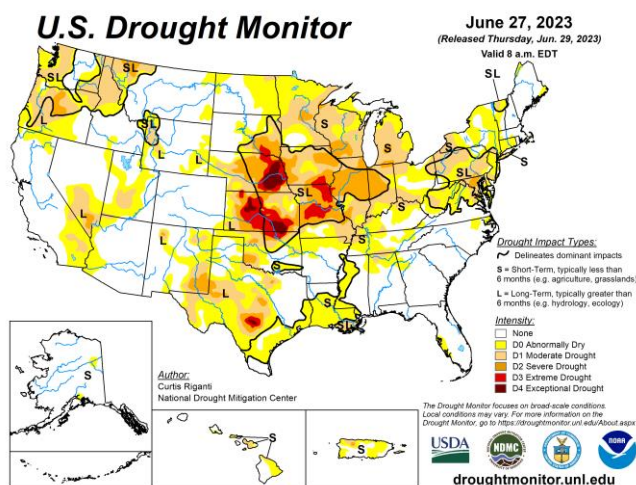 U.S. Drought Monitor
June 27, 2023
(Released Thursday, Jun. 29, 2023)
Valid 8 a.m. EDT
SL
SL
SL
SL
L
L
L
S
S
S
S
SL
S
SL
L
L
S
L
L
S
S
S
S
SL
Drought Impact Types:
Delineates dominant impacts
S = Short-Term, typically less than
6 months (e.g. agriculture, grasslands)
L = Long-Term, typically greater than
6 months (e.g. hydrology, ecology)
Intensity:
None
D0 Abnormally Dry
D1 Moderate Drought
D2 Severe Drought
D3 Extreme Drought
D4 Exceptional Drought
Author:
Curtis Riganti
National Drought Mitigation Center
S
S
S
The Drought Monitor focuses on broad-scale conditions.
Local conditions may vary. For more information on the
Drought Monitor, go to https://droughtmonitor.unl.edu/About.aspx
USDA
NDMC
NOAA
droughtmonitor.unl.edu